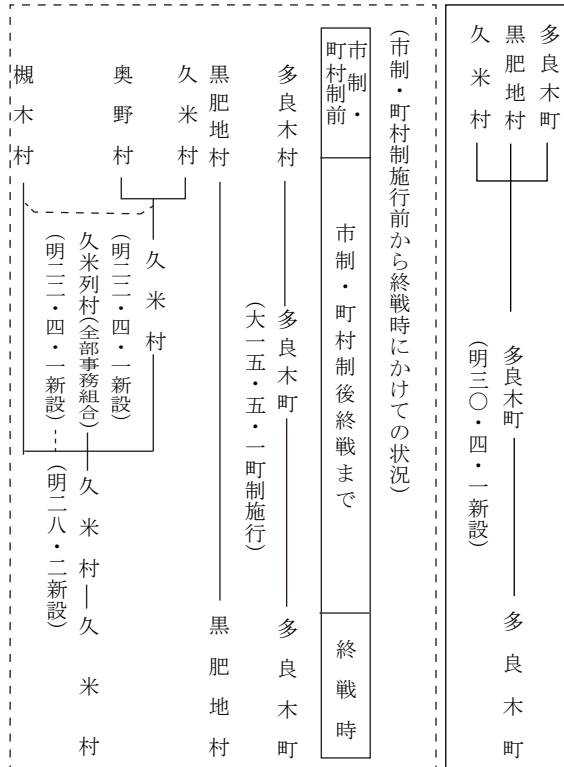 多良木町
黒肥地村
久米村
多良木町
(明三〇・四・一新設)
多良木町
(市制・町村制施行前から終戦時にかけての状況)
市制・町村制前
市制・町村制後終戦まで
終戦時
多良木村
多良木町
(大一五・五・一町制施行)
多良木町
黒肥地村
黒肥地村
久米村
奥野村
久米村
(明二二・四・一新設)
久米列村(全部事務組合)
(明二二・四・一新設)
槻木村
久米村
(明二八・二新設)
久米村